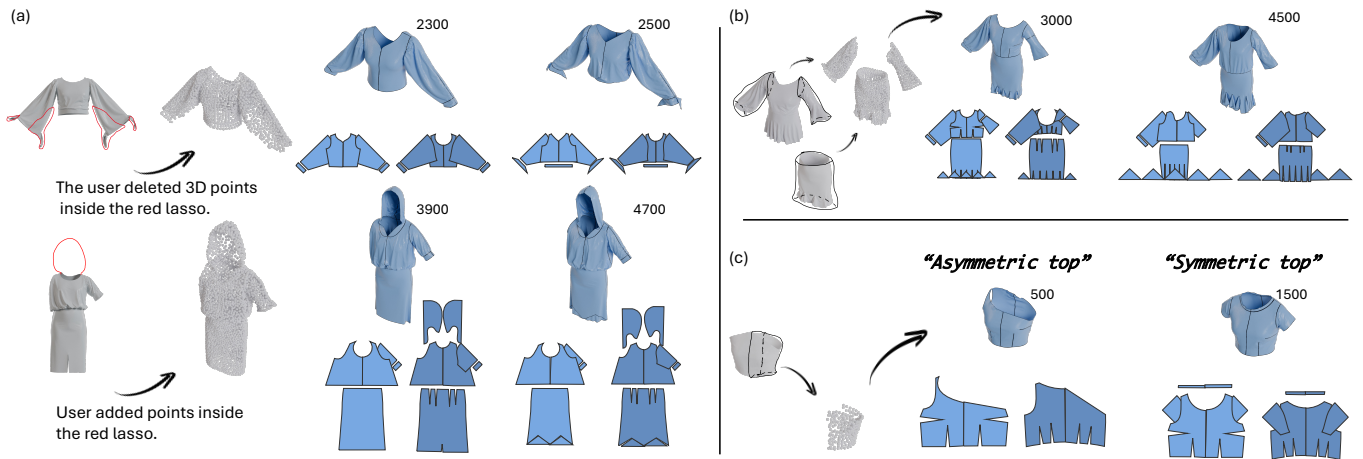 (a)
2300
2500
The user deleted 3D points
inside the red lasso.
3900
4700
User added points inside
the red lasso.
(b)
3000
4500
(c)
“Asymmetric top”
“Symmetric top”
500
1500